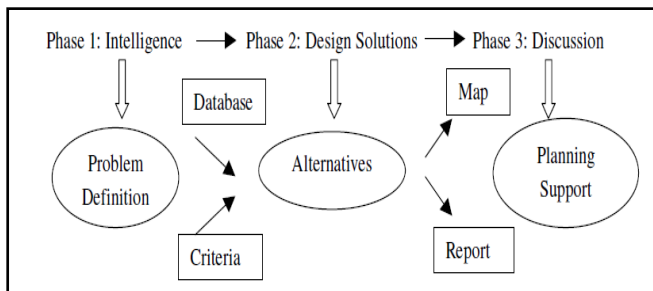 Phase 1: Intelligence Phase 2: Design Solutions Phase 3: Discussion
Database
Map
Problem
Definition
Alternatives
Planning
Support
Criteria
Report